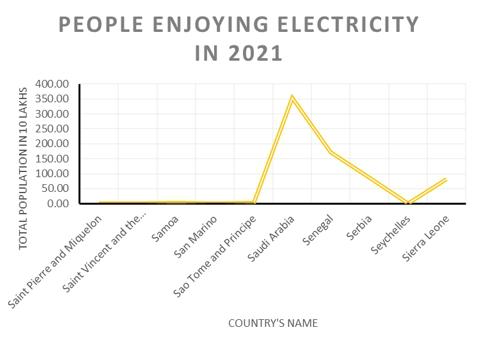 PEOPLE ENJOYING ELECTRICITY
IN 2021
TOTAL POPULATION IN 10 LAKHS
400.00
350.00
300.00
250.00
200.00
150.00
100.00
50.00
0.00
Saint Pierre and Miquelon
Saint Vincent and the...
Samoa
San Marino
Sao Tome and Principe
Saudi Arabia
Senegal
Serbia
Seychelles
Sierra Leone
COUNTRY'S NAME